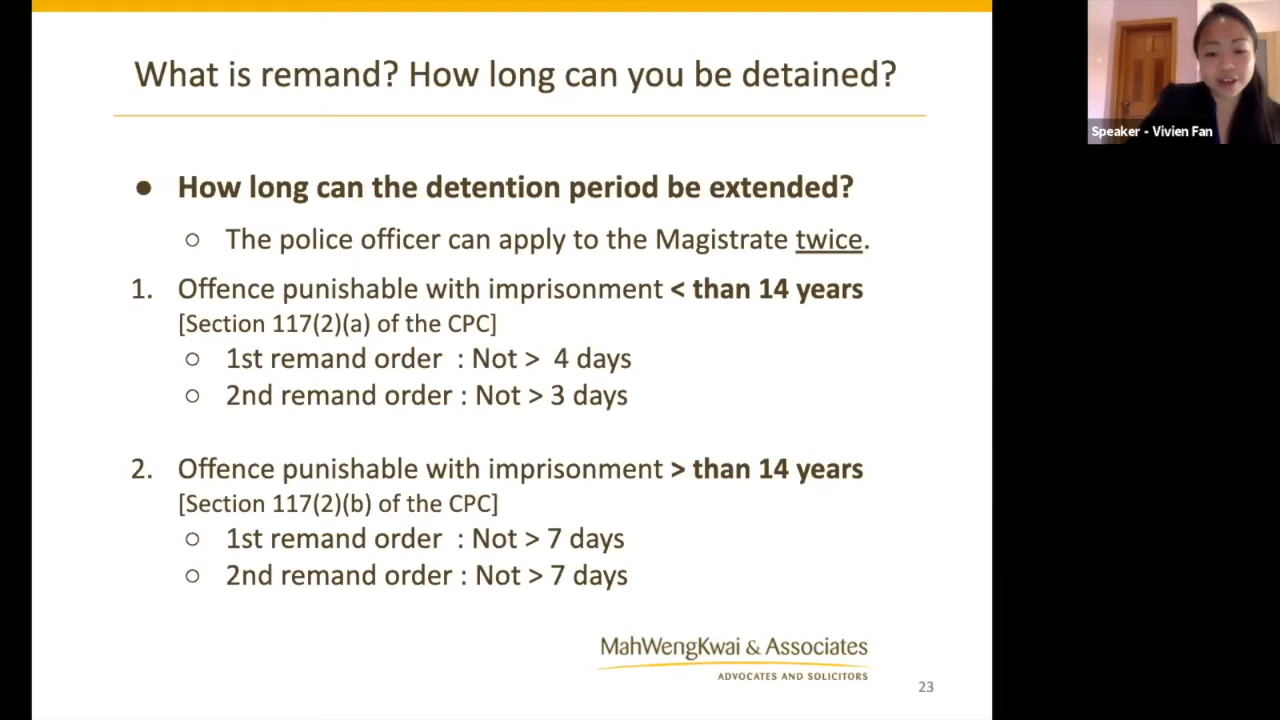 What is remand? How long can you be detained?
● How long can the detention period be extended?
○ The police officer can apply to the Magistrate twice.
1. Offence punishable with imprisonment < than 14 years
[Section 117(2)(a) of the CPC]
○ 1st remand order : Not > 4 days
○ 2nd remand order : Not > 3 days
2. Offence punishable with imprisonment > than 14 years
[Section 117(2)(b) of the CPC]
○ 1st remand order : Not > 7 days
○ 2nd remand order : Not > 7 days
MahWengKwai & Associates
ADVOCATES AND SOLICITORS
23
Speaker - Vivien Fan